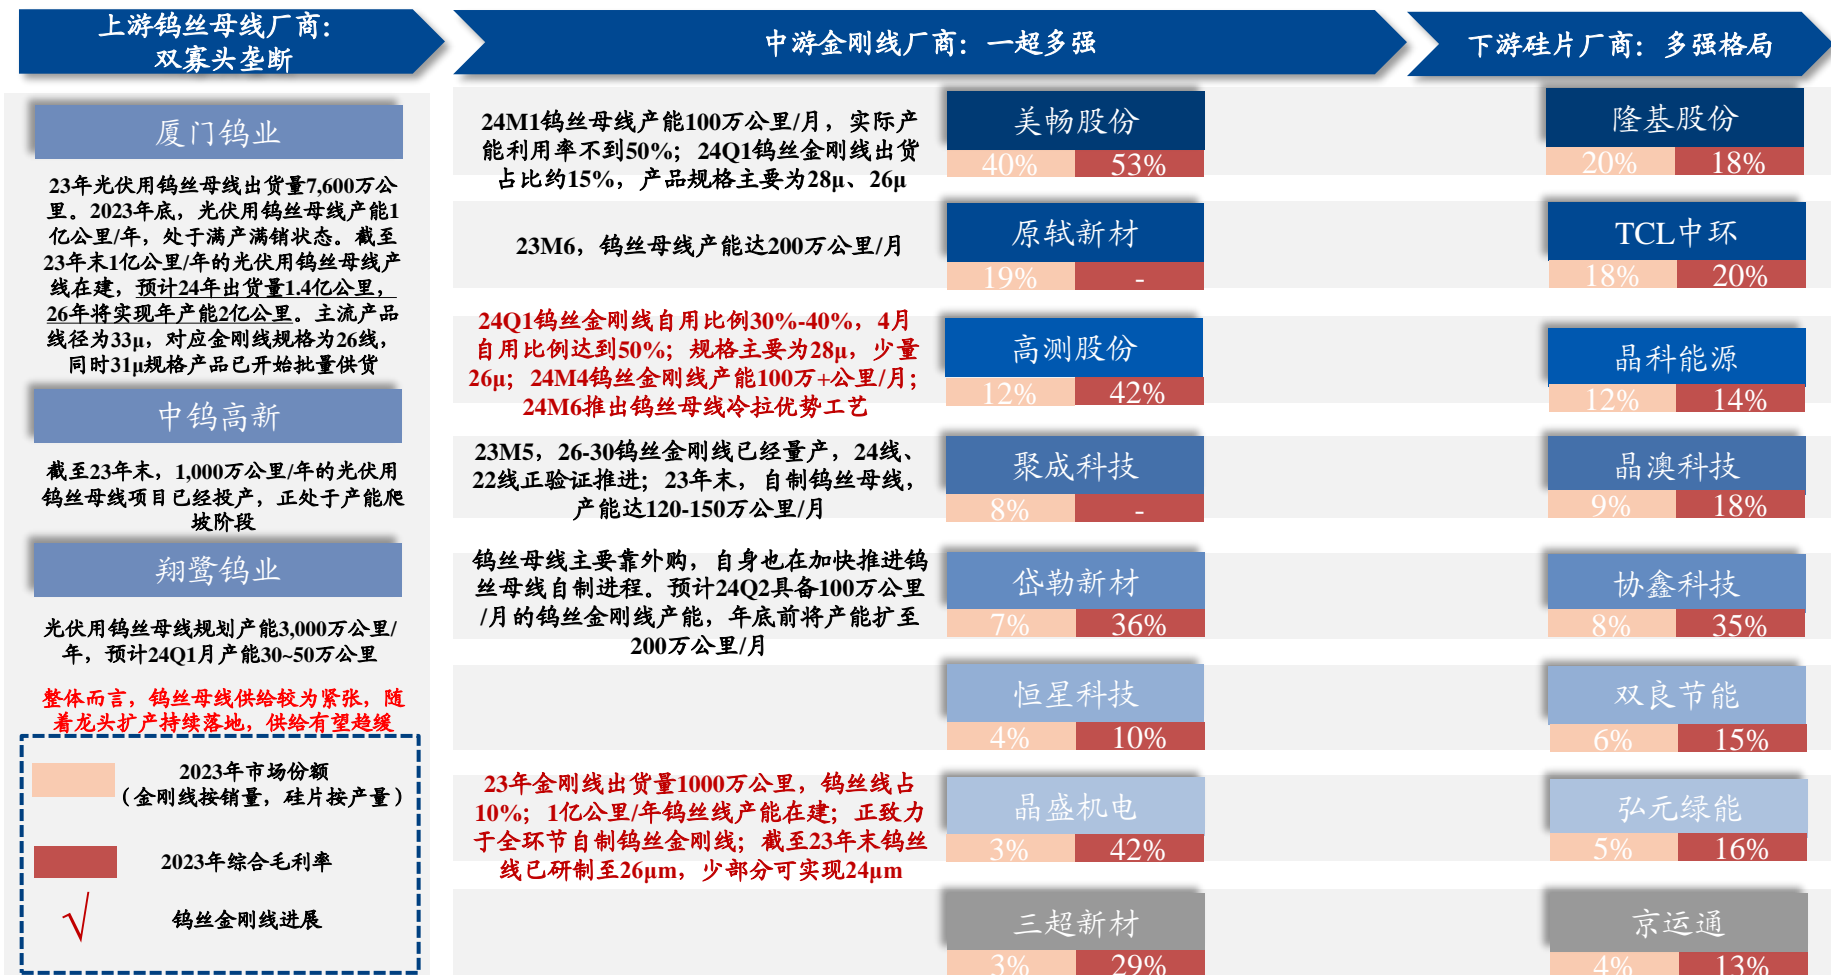 上游钨丝母线厂商：
双寡头垄断
中游金刚线厂商：一超多强
下游硅片厂商：多强格局
厦门钨业
23年光伏用钨丝母线出货量7,600万公
里。2023年底，光伏用钨丝母线产能1
亿公里/年，处于满产满销状态。截至
23年末1亿公里/年的光伏用钨丝母线产
线在建，预计24年出货量1.4亿公里，
26年将实现年产能2亿公里。主流产品
线径为33μ，对应金刚线规格为26线，
同时31μ规格产品已开始批量供货
中钨高新
截至23年末，1,000万公里/年的光伏用
钨丝母线项目已经投产，正处于产能爬
坡阶段
翔鹭钨业
光伏用钨丝母线规划产能3,000万公里/
年，预计24Q1月产能30~50万公里
整体而言，钨丝母线供给较为紧张，随
着龙头扩产持续落地，供给有望趋缓
2023年市场份额
（金刚线按销量，硅片按产量）
2023年综合毛利率
√
钨丝金刚线进展
24M1钨丝母线产能100万公里/月，实际产
能利用率不到50%；24Q1钨丝金刚线出货
占比约15%，产品规格主要为28μ、26μ
美畅股份
40% 53%
23M6，钨丝母线产能达200万公里/月
原轼新材
19% -
24Q1钨丝金刚线自用比例30%-40%，4月
自用比例达到50%；规格主要为28μ，少量
26μ；24M4钨丝金刚线产能100万+公里/月；
24M6推出钨丝母线冷拉优势工艺
高测股份
12% 42%
23M5，26-30钨丝金刚线已经量产，24线、
22线正验证推进；23年末，自制钨丝母线，
产能达120-150万公里/月
聚成科技
8% -
钨丝母线主要靠外购，自身也在加快推进钨
丝母线自制进程。预计24Q2具备100万公里
/月的钨丝金刚线产能，年底前将产能扩至
200万公里/月
岱勒新材
7% 36%
恒星科技
4% 10%
23年金刚线出货量1000万公里，钨丝线占
10%；1亿公里/年钨丝线产能在建；正致力
于全环节自制钨丝金刚线；截至23年末钨丝
线已研制至26μm，少部分可实现24μm
晶盛机电
3% 42%
三超新材
3% 29%
隆基股份
20% 18%
TCL中环
18% 20%
晶科能源
12% 14%
晶澳科技
9% 18%
协鑫科技
8% 35%
双良节能
6% 15%
弘元绿能
5% 16%
京运通
4% 13%